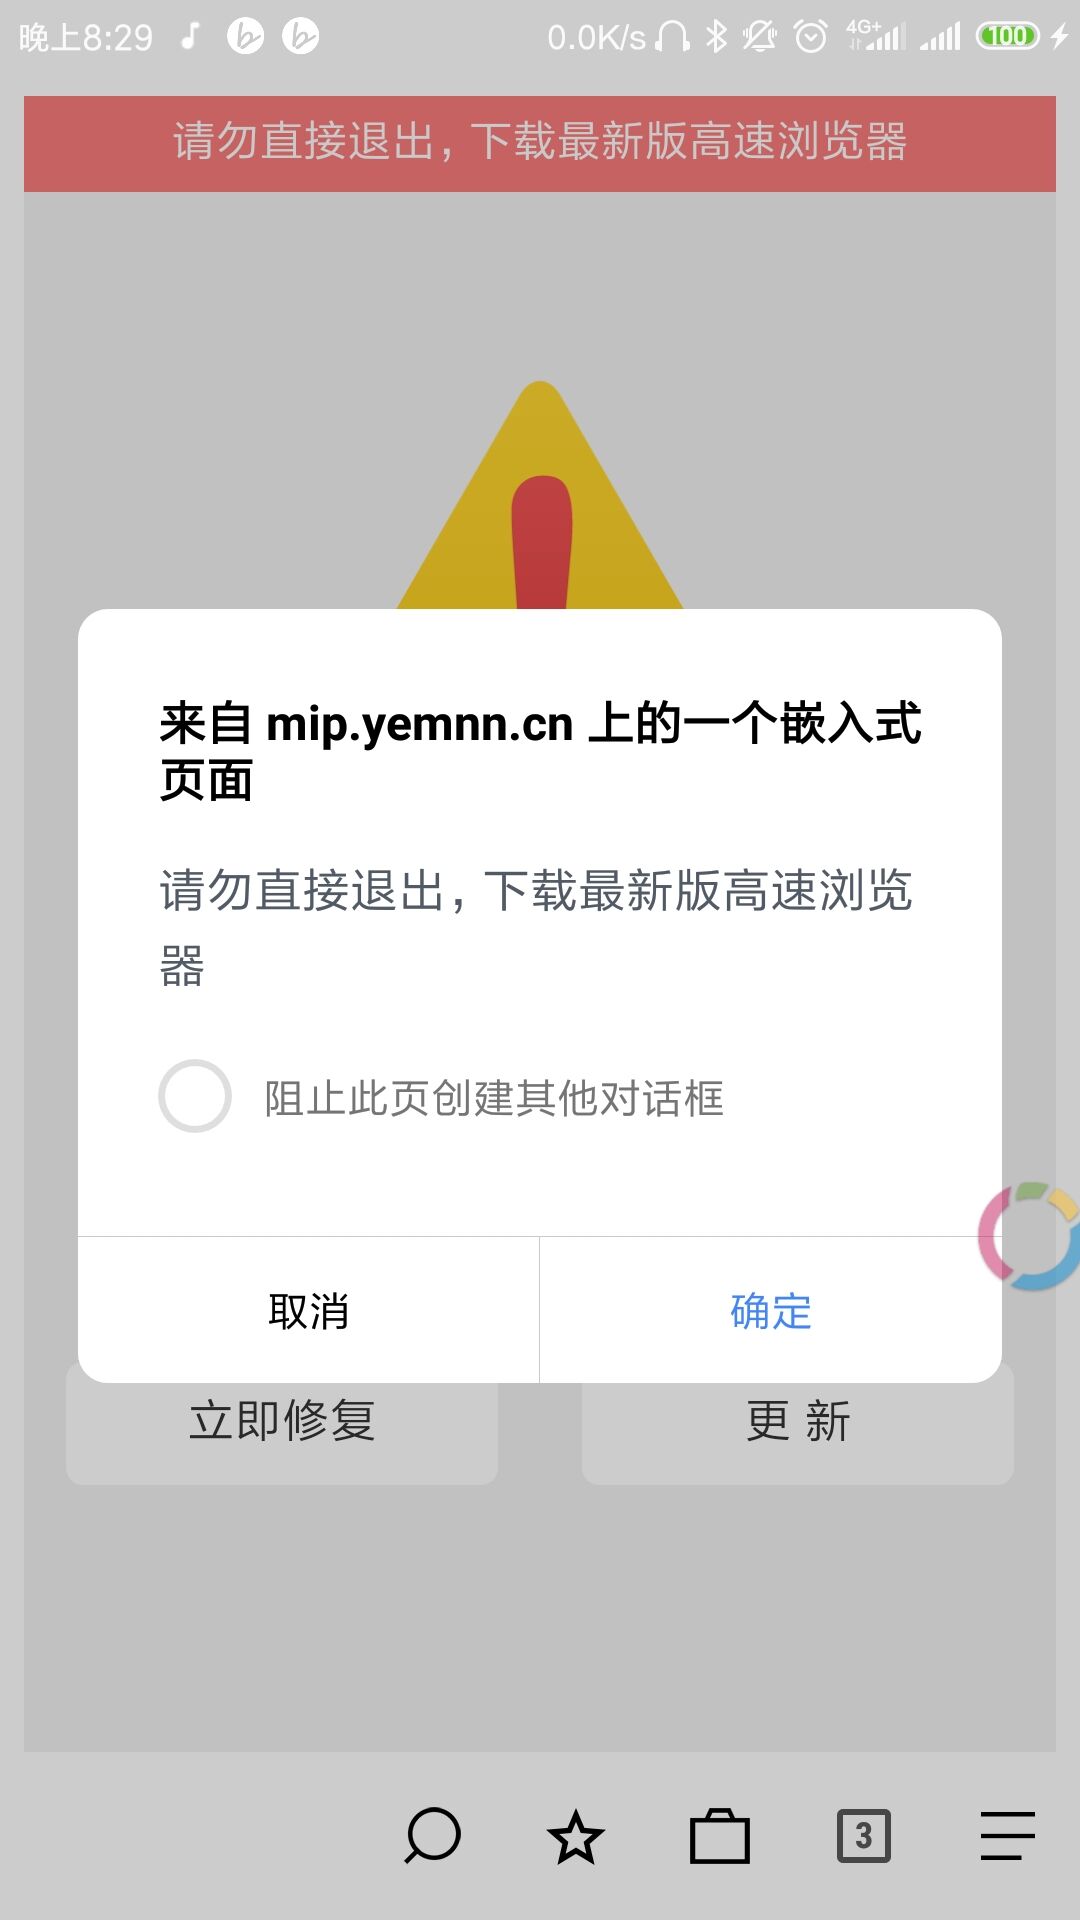 晚上8:29
0.0K/s
4G+
100
请勿直接退出，下载最新版高速浏览器
来自 mip.yemnn.cn 上的一个嵌入式
页面
请勿直接退出，下载最新版高速浏览
器
阻止此页创建其他对话框
取消 确定
立即修复 更 新
3